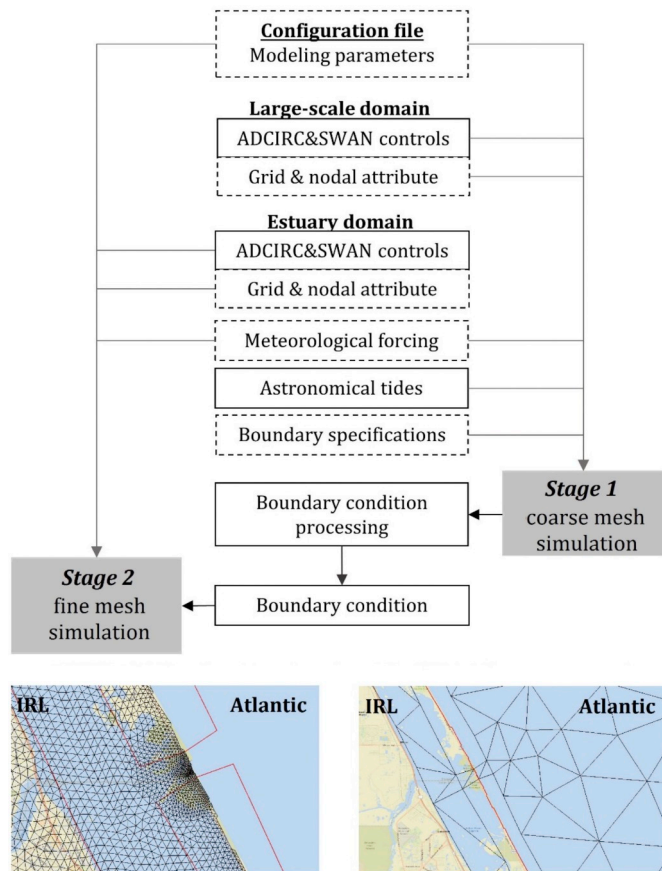 Configuration file
Modeling parameters
Large-scale domain
ADCIRC&SWAN controls
Grid & nodal attribute
Estuary domain
ADCIRC&SWAN controls
Grid & nodal attribute
Meteorological forcing
Astronomical tides
Boundary specifications
Stage 1
coarse mesh
simulation
Boundary condition
processing
Stage 2
fine mesh
simulation
Boundary condition
IRL
Atlantic
IRL
Atlantic